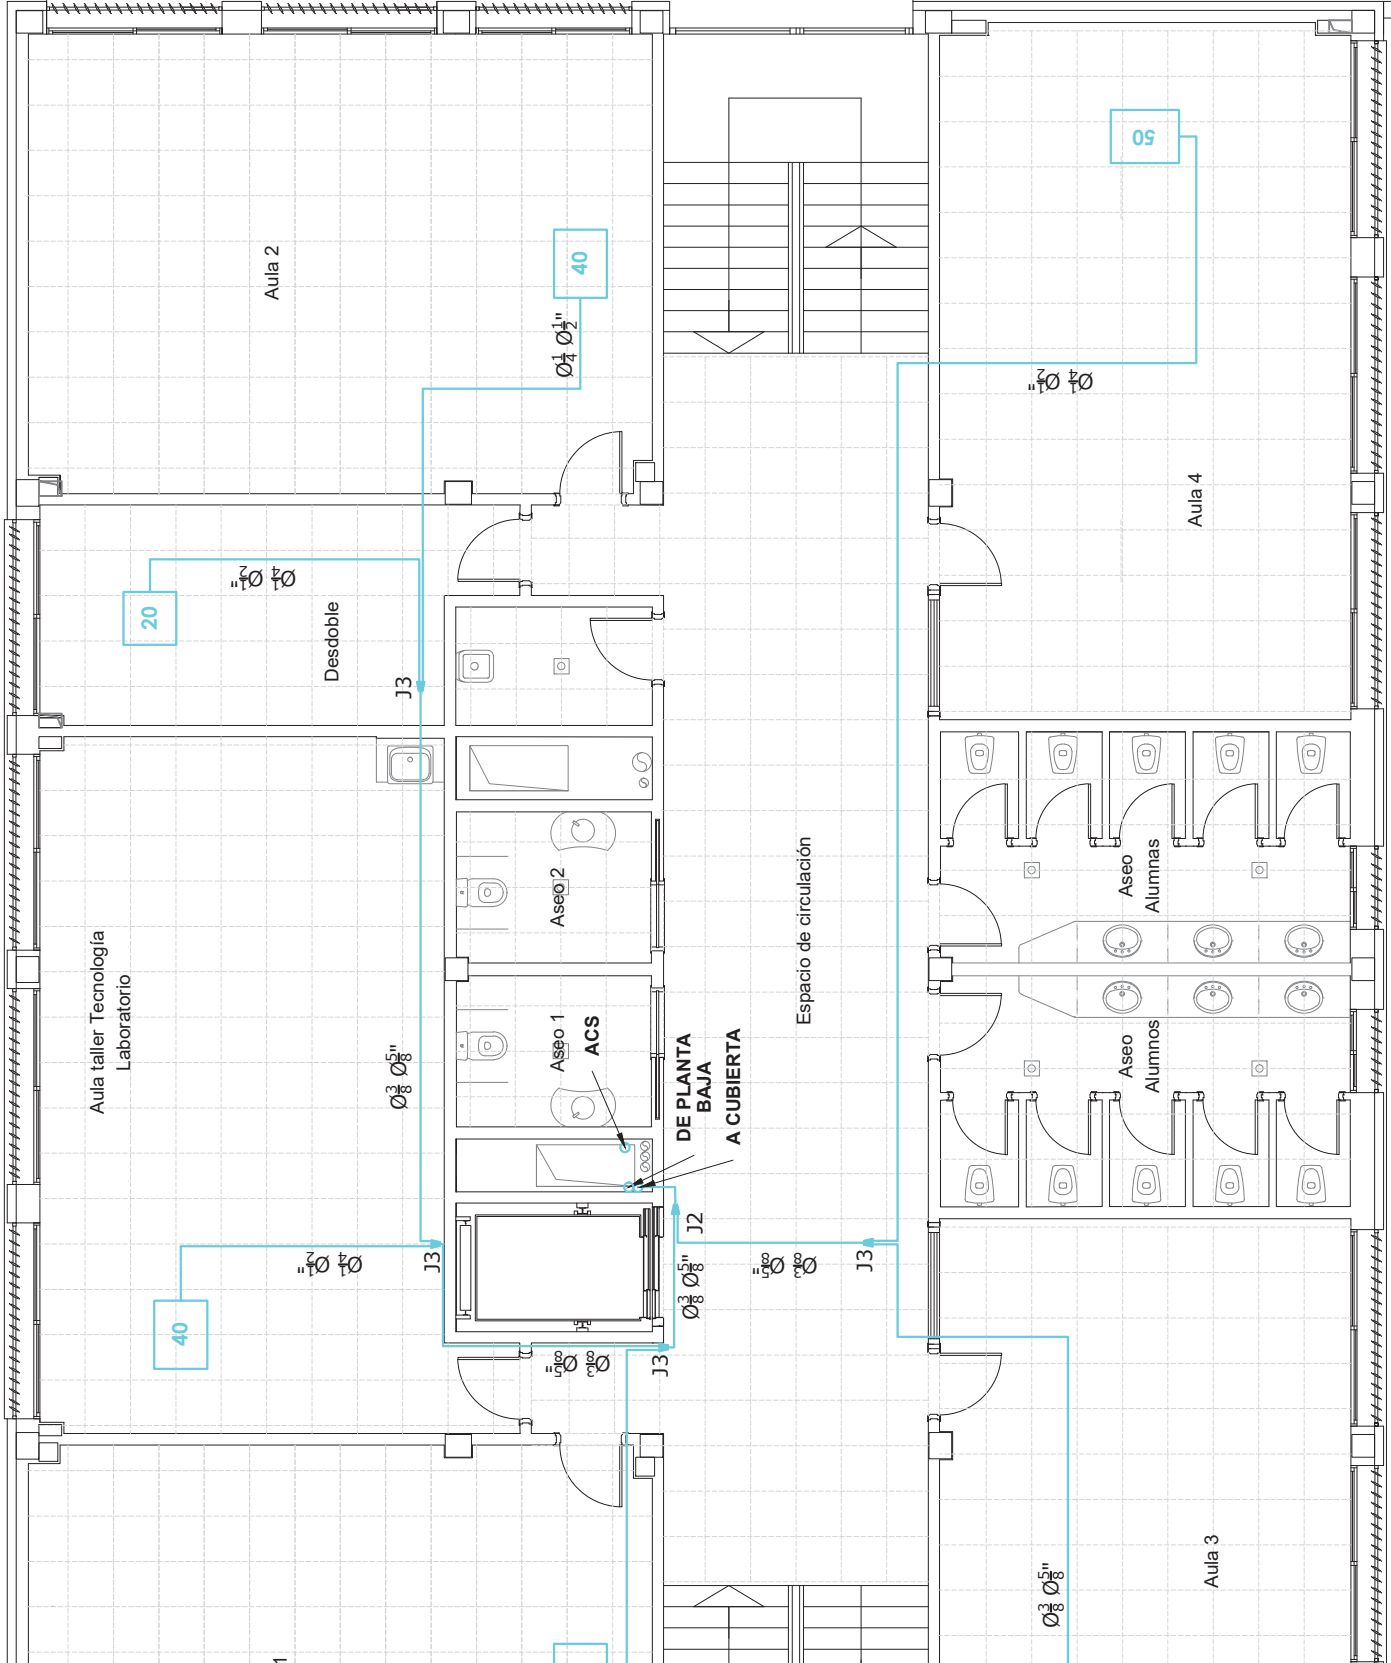 Aula 2
40
Ø1/4 Ø1/2"
50
Ø1/4 Ø1/2"
Aula 4
20
Ø1/4 Ø1/2"
Desdoble
J3
Aula taller Tecnología
Laboratorio
Ø3/8 Ø5/8"
Aseo 2
Aseo 1
ACS
DE PLANTA
BAJA
A CUBIERTA
Espacio de circulación
Aseo
Alumnas
Aseo
Alumnos
40
Ø1/4 Ø1/2"
J3
J2
Ø3/8 Ø5/8"
Ø3/8 Ø5/8"
J3
Ø3/8 Ø5/8"
J3
Aula 3
Ø3/8 Ø5/8"
1